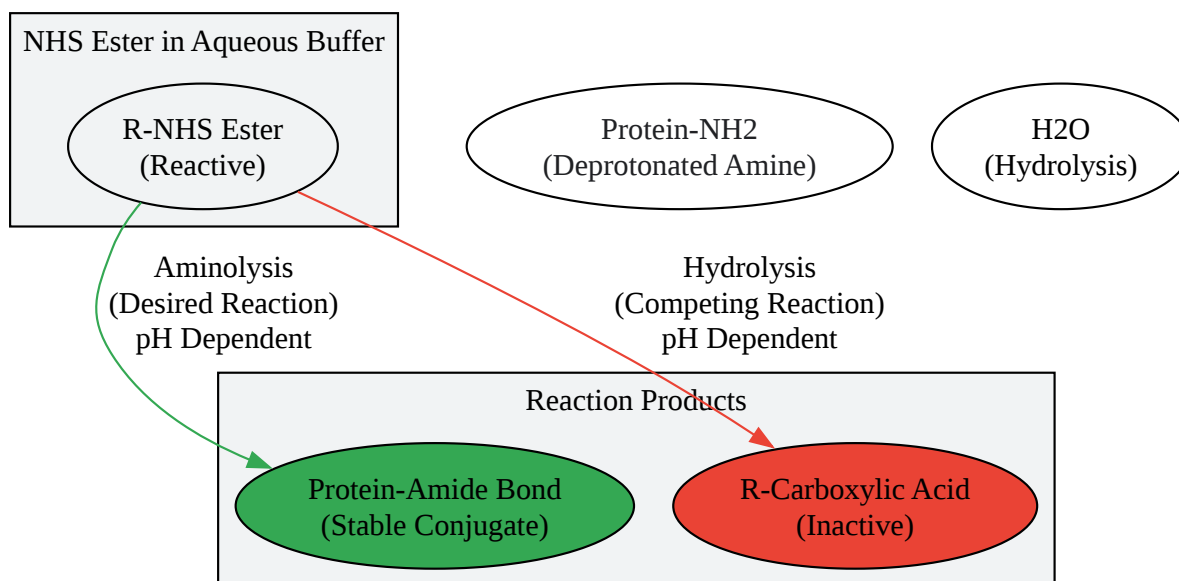 NHS Ester in Aqueous Buffer
R-NHS Ester
(Reactive)
Protein-NH2
(Deprotonated Amine)
H2O
(Hydrolysis)
Aminolysis
(Desired Reaction)
pH Dependent
Hydrolysis
(Competing Reaction)
pH Dependent
Reaction Products
Protein-Amide Bond
(Stable Conjugate)
R-Carboxylic Acid
(Inactive)